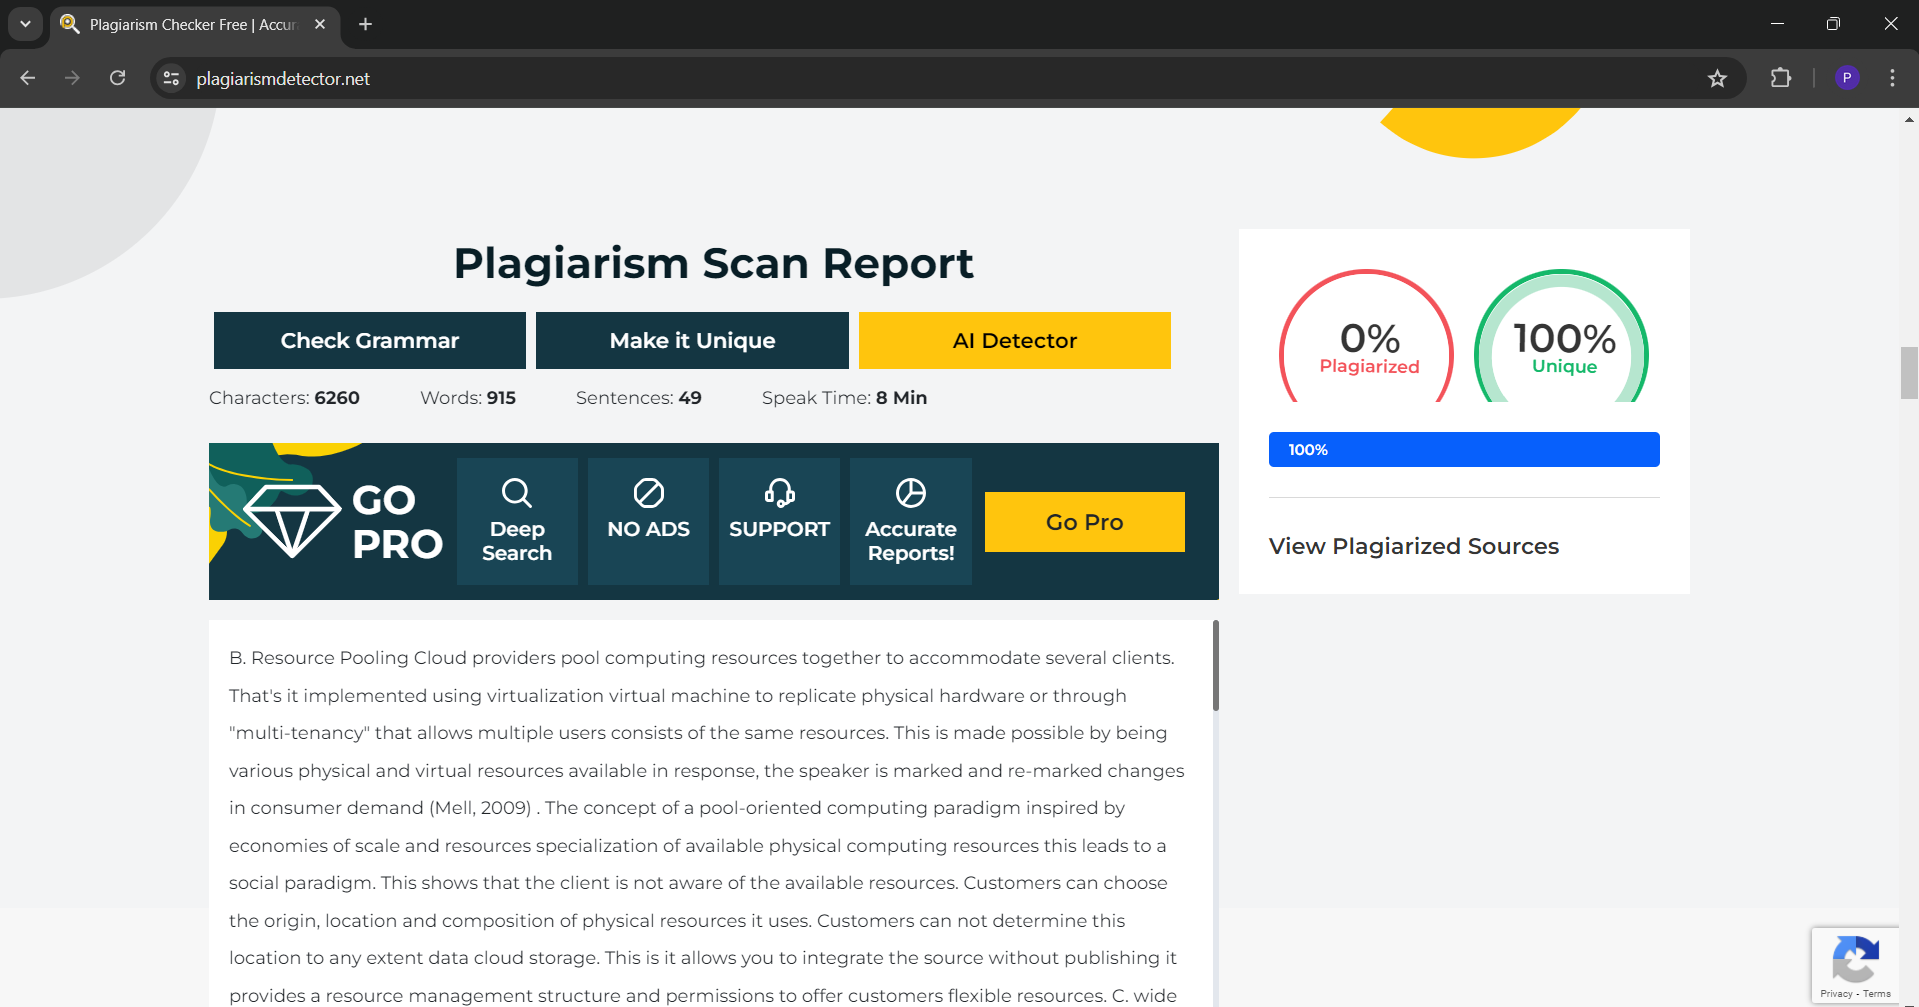 Plagiarism Checker Free | Accur
plagiarismdetector.net
P
Plagiarism Scan Report
Check Grammar
Make it Unique
AI Detector
Characters: 6260 Words: 915 Sentences: 49 Speak Time: 8 Min
GO
PRO
Deep
Search
NO ADS
SUPPORT
Accurate
Reports!
Go Pro
0%
Plagiarized
100%
Unique
100%
View Plagiarized Sources
B. Resource Pooling Cloud providers pool computing resources together to accommodate several clients.
That's it implemented using virtualization virtual machine to replicate physical hardware or through
"multi-tenancy" that allows multiple users consists of the same resources. This is made possible by being
various physical and virtual resources available in response, the speaker is marked and re-marked changes
in consumer demand (Mell, 2009) . The concept of a pool-oriented computing paradigm inspired by
economies of scale and resources specialization of available physical computing resources this leads to a
social paradigm. This shows that the client is not aware of the available resources. Customers can choose
the origin, location and composition of physical resources it uses. Customers can not determine this
location to any extent data cloud storage. This is it allows you to integrate the source without publishing it
provides a resource management structure and permissions to offer customers flexible resources. C. wide
Privacy - Terms